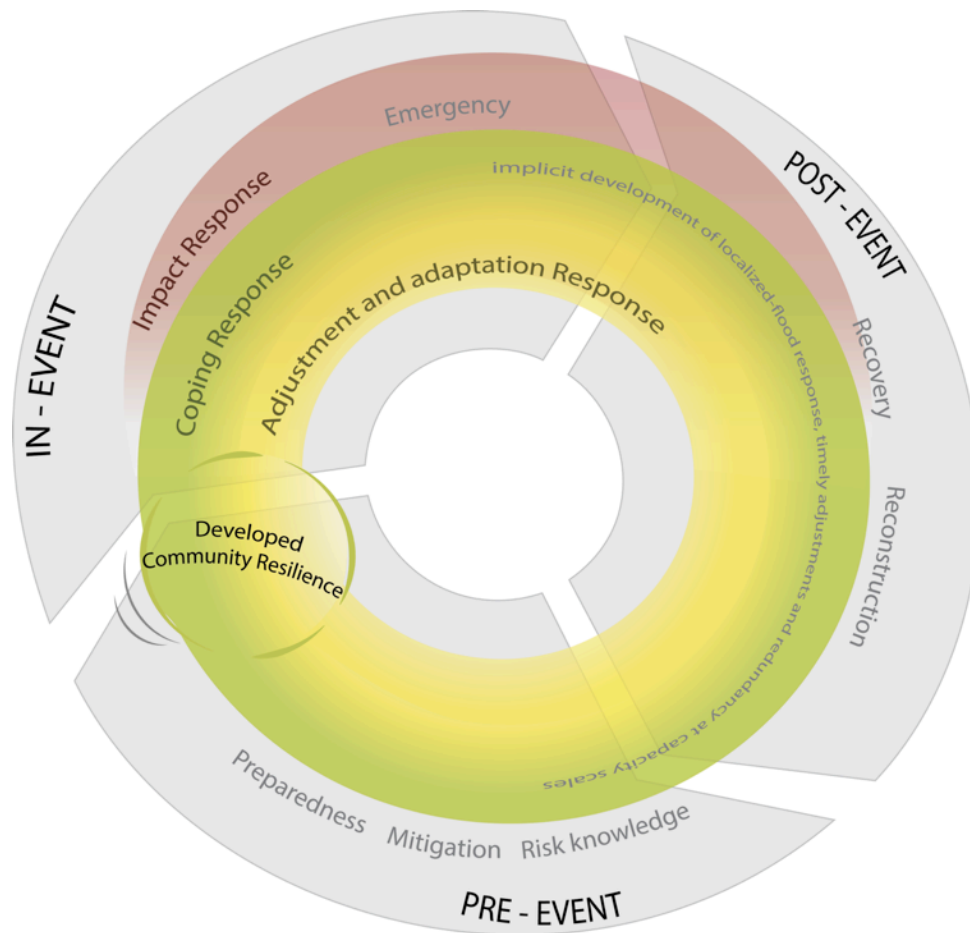 Emergency
Impact Response
Coping Response
Adjustment and adaptation Response
implicit development of localized-flood response, timely adjustments and redundancy at capacity scales
IN - EVENT
POST - EVENT
Recovery
Reconstruction
Developed
Community Resilience
Preparedness
Mitigation
Risk knowledge
PRE - EVENT